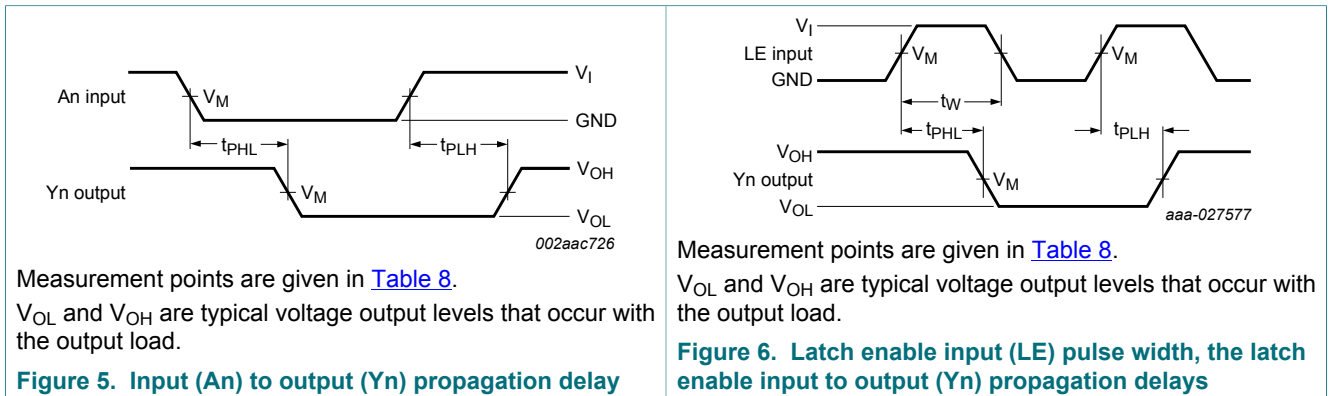 An input
V_M
V_I
GND
t_PHL
t_PLH
Yn output
V_M
V_OH
V_OL
002aac726
Measurement points are given in Table 8.
V_OL and V_OH are typical voltage output levels that occur with
the output load.
Figure 5. Input (An) to output (Yn) propagation delay
V_I
LE input
GND
V_M
V_M
t_W
t_PHL
t_PLH
V_OH
Yn output
V_OL
V_M
aaa-027577
Measurement points are given in Table 8.
V_OL and V_OH are typical voltage output levels that occur with
the output load.
Figure 6. Latch enable input (LE) pulse width, the latch
enable input to output (Yn) propagation delays